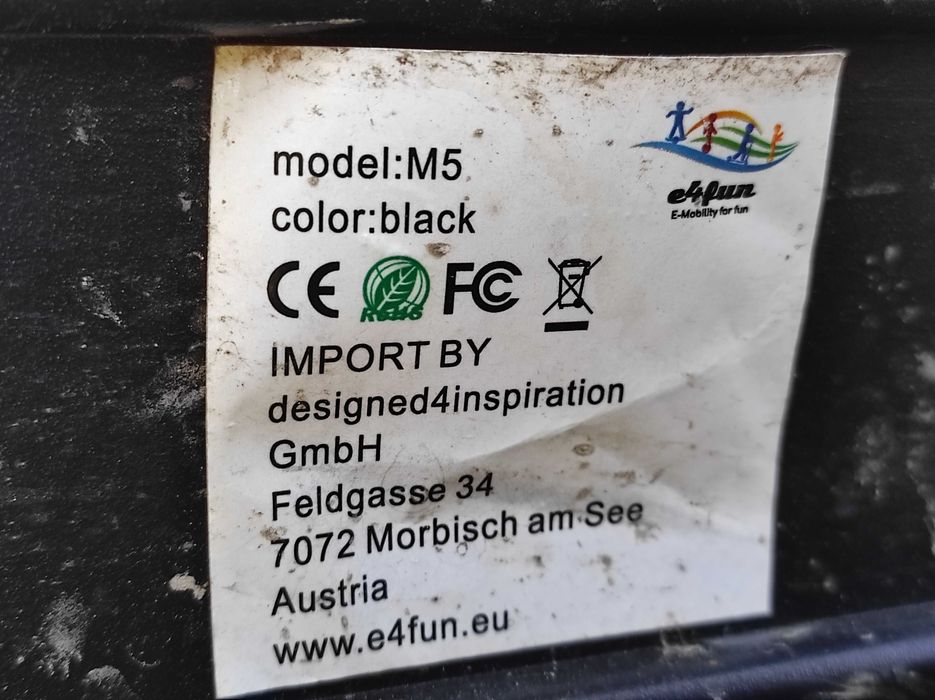 e4fun
E-Mobility for fun
model:M5
color:black
CE RoHS FC
IMPORT BY
designed4inspiration
GmbH
Feldgasse 34
7072 Morbisch am See
Austria
www.e4fun.eu